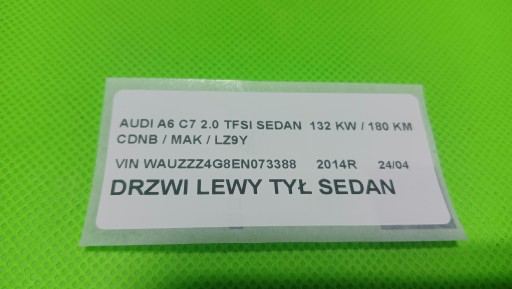 AUDI A6 C7 2.0 TFSI SEDAN 132 KW / 180 KM
CDNB / MAK / LZ9Y
VIN WAUZZZ4G8EN073388 2014R 24/04
DRZWI LEWY TYŁ SEDAN